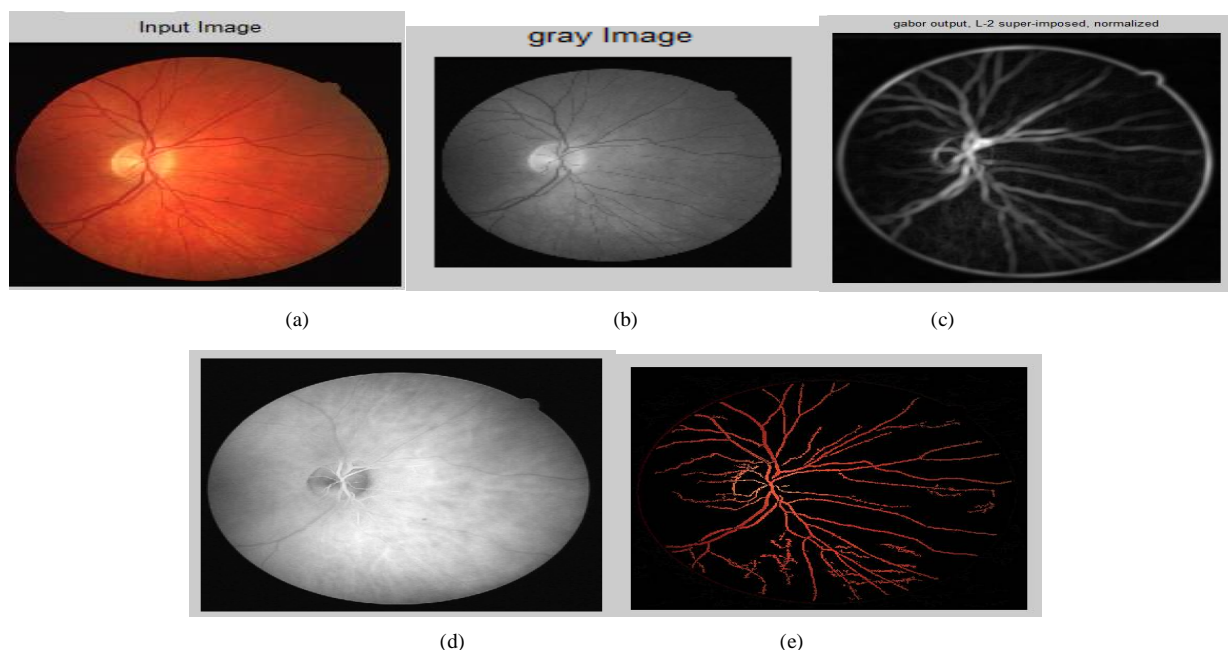 Input Image
gray Image
gabor output, L-2 super-imposed, normalized
(a)
(b)
(c)
(d)
(e)